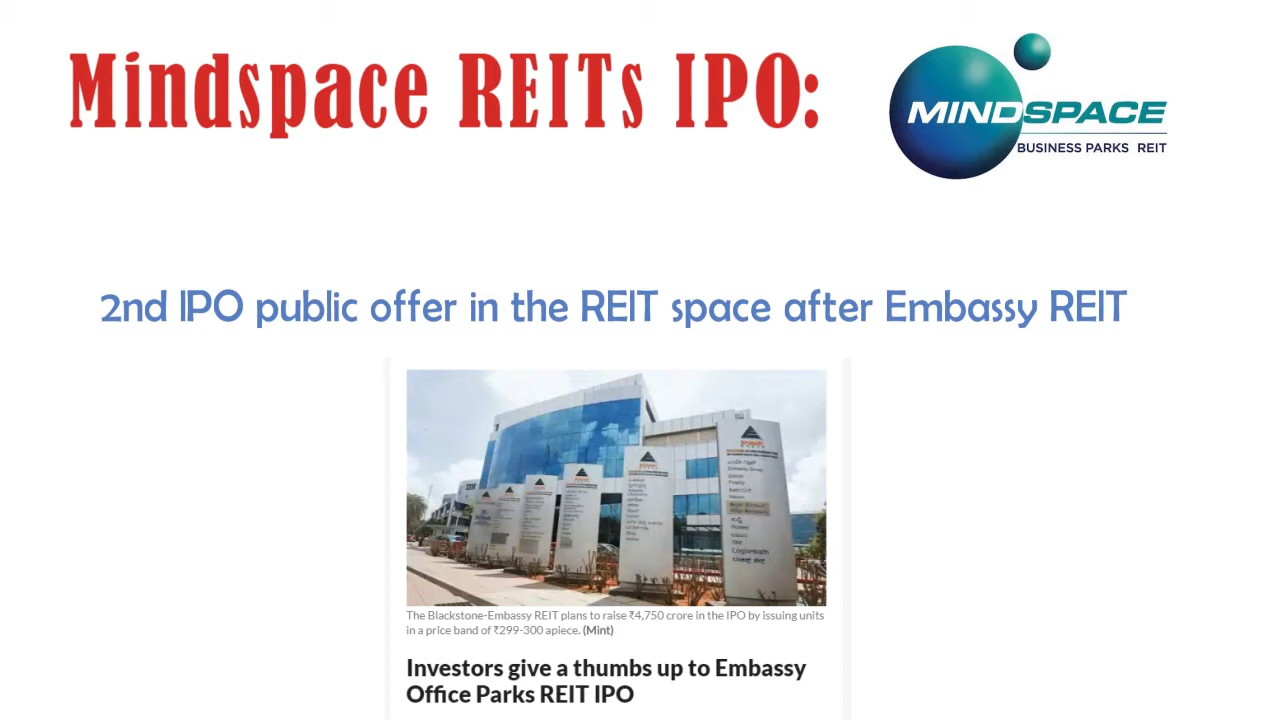 Mindspace REITs IPO:
MINDSPACE
BUSINESS PARKS REIT
2nd IPO public offer in the REIT space after Embassy REIT
LogixHealth
The Blackstone-Embassy REIT plans to raise ₹4,750 crore in the IPO by issuing units
in a price band of ₹299-300 apiece. (Mint)
Investors give a thumbs up to Embassy
Office Parks REIT IPO